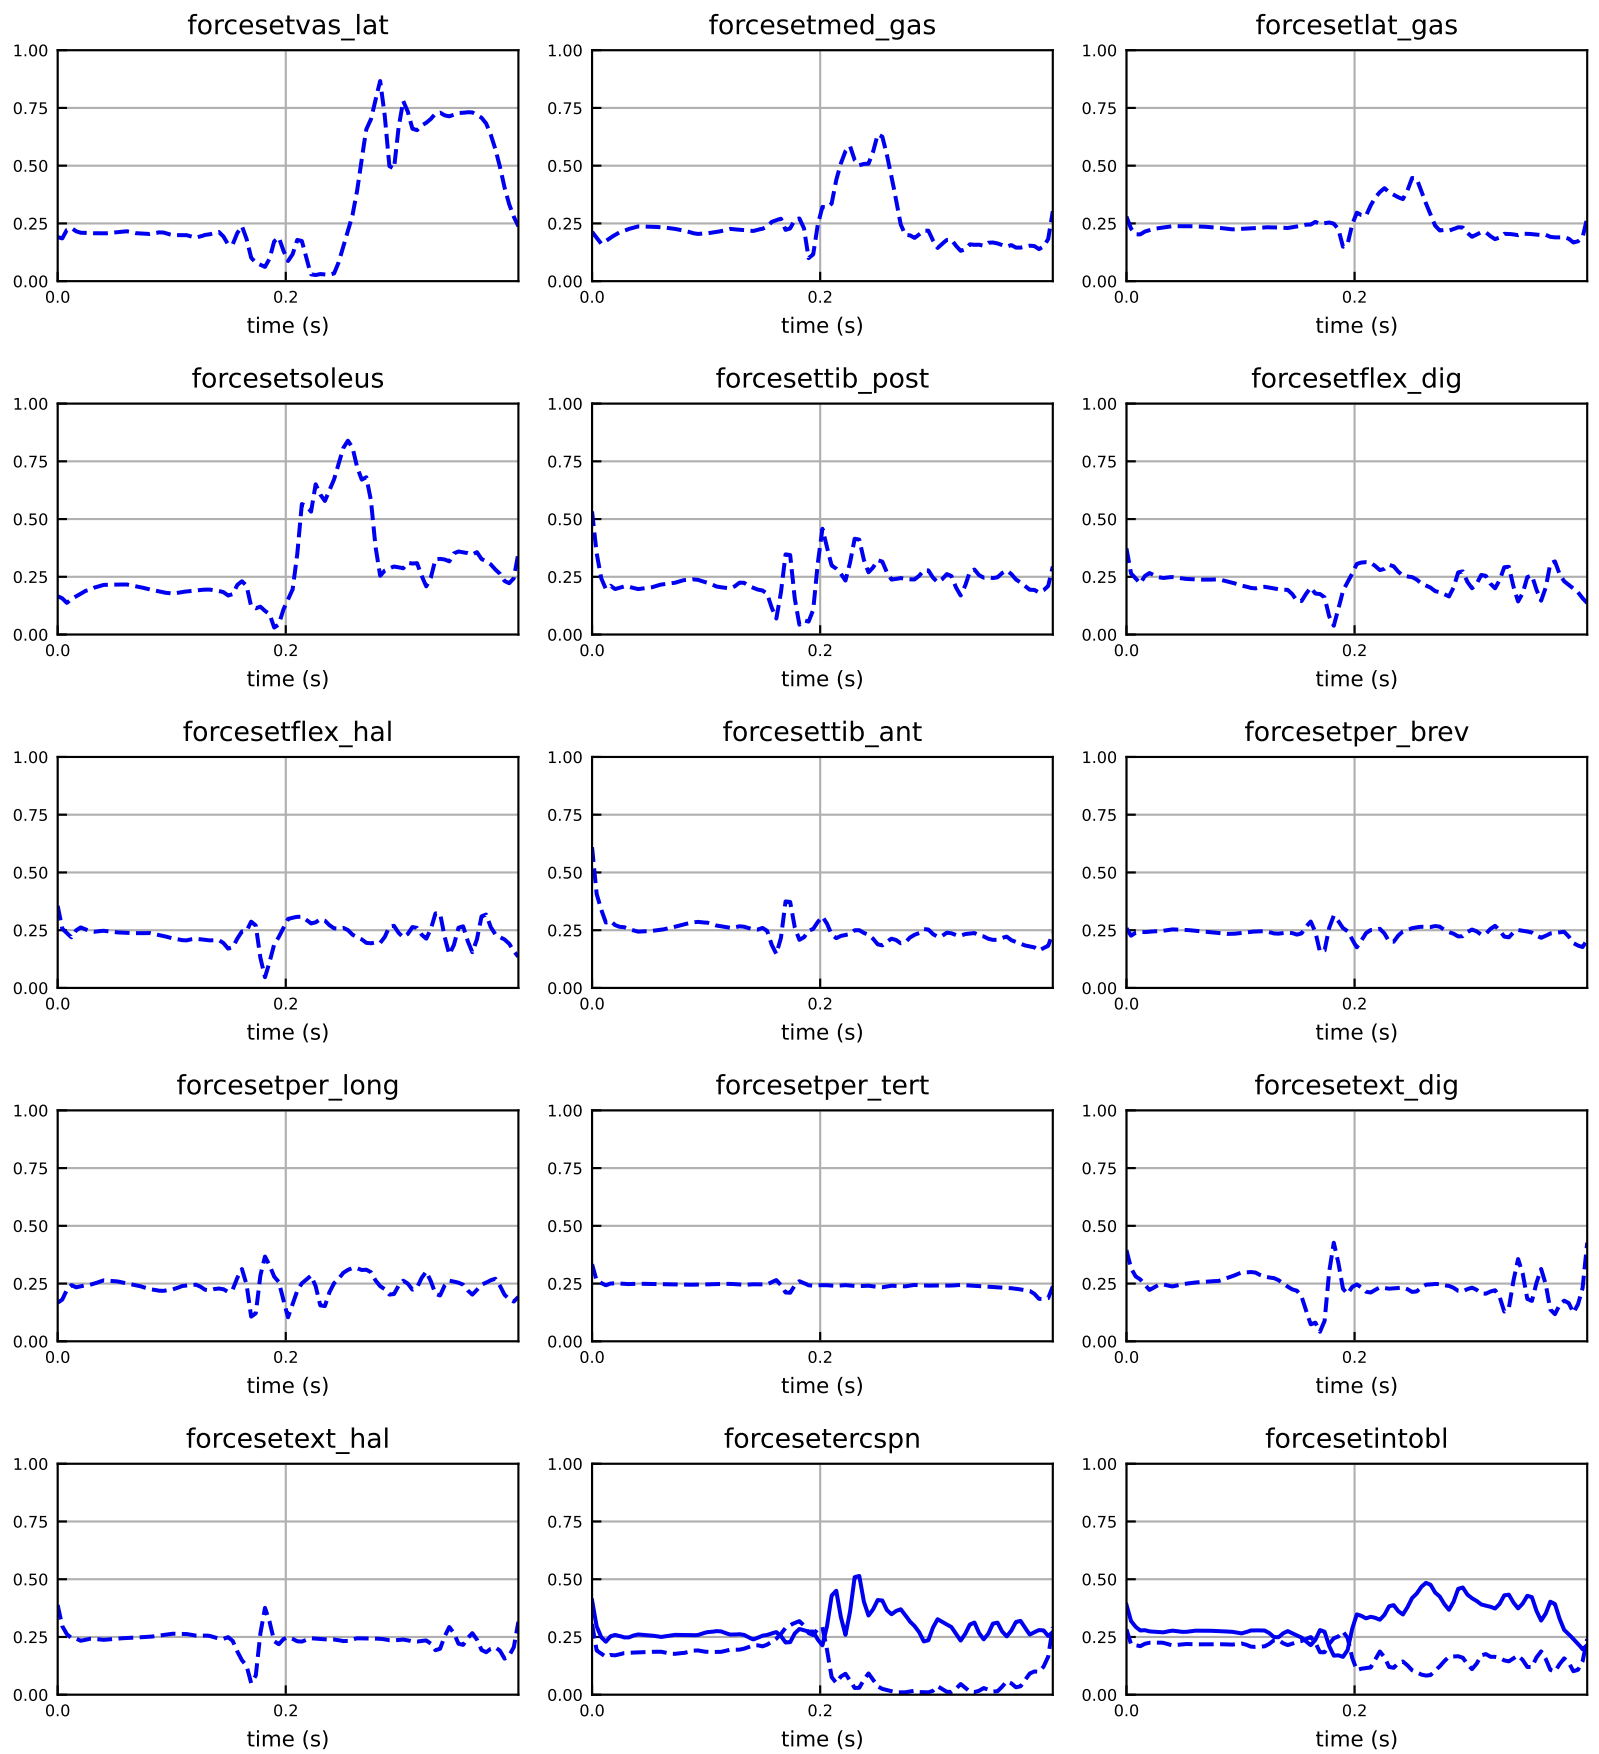 forcesetvas_lat forcesetmed_gas forcesetlat_gas
1.00 1.00 1.00
0.75 0.75 0.75
0.50 0.50 0.50
0.25 0.25 0.25
0.00 0.00 0.00
0.0 0.2 0.0 0.2 0.0 0.2
time (s) time (s) time (s)
forcesetsoleus forcesettib_post forcesetflex_dig
1.00 1.00 1.00
0.75 0.75 0.75
0.50 0.50 0.50
0.25 0.25 0.25
0.00 0.00 0.00
0.0 0.2 0.0 0.2 0.0 0.2
time (s) time (s) time (s)
forcesetflex_hal forcesettib_ant forcesetper_brev
1.00 1.00 1.00
0.75 0.75 0.75
0.50 0.50 0.50
0.25 0.25 0.25
0.00 0.00 0.00
0.0 0.2 0.0 0.2 0.0 0.2
time (s) time (s) time (s)
forcesetper_long forcesetper_tert forcesetext_dig
1.00 1.00 1.00
0.75 0.75 0.75
0.50 0.50 0.50
0.25 0.25 0.25
0.00 0.00 0.00
0.0 0.2 0.0 0.2 0.0 0.2
time (s) time (s) time (s)
forcesetext_hal forcesetercspn forcesetintobl
1.00 1.00 1.00
0.75 0.75 0.75
0.50 0.50 0.50
0.25 0.25 0.25
0.00 0.00 0.00
0.0 0.2 0.0 0.2 0.0 0.2
time (s) time (s) time (s)